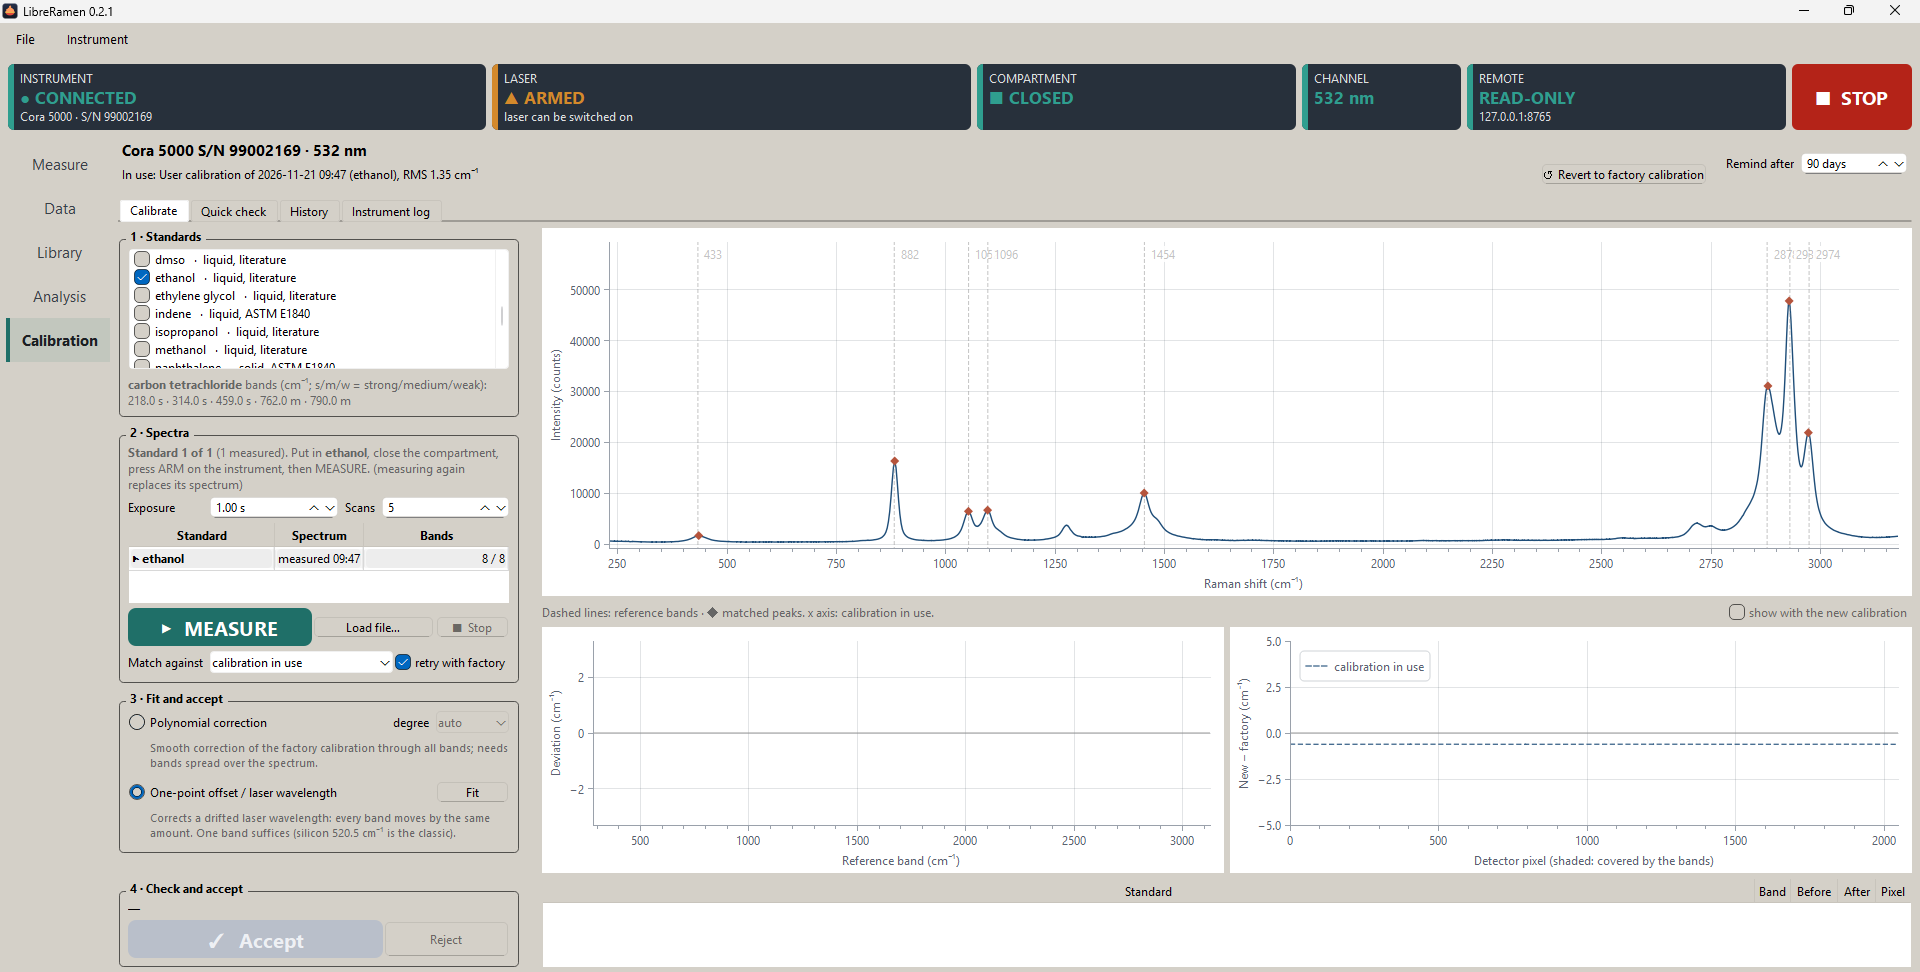 LibreRamen 0.2.1
File
Instrument
INSTRUMENT
● CONNECTED
Cora 5000 · S/N 99002169
LASER
▲ ARMED
laser can be switched on
COMPARTMENT
■ CLOSED
CHANNEL
532 nm
REMOTE
READ-ONLY
127.0.0.1:8765
■ STOP
Measure
Data
Library
Analysis
Calibration
Cora 5000 S/N 99002169 · 532 nm
In use: User calibration of 2026-11-21 09:47 (ethanol), RMS 1.35 cm⁻¹
↺ Revert to factory calibration
Remind after
90 days
Calibrate
Quick check
History
Instrument log
1 · Standards
dmso · liquid, literature
ethanol · liquid, literature
ethylene glycol · liquid, literature
indene · liquid, ASTM E1840
isopropanol · liquid, literature
methanol · liquid, literature
naphthalene · solid, ASTM E1840
carbon tetrachloride bands (cm⁻¹; s/m/w = strong/medium/weak):
218.0 s · 314.0 s · 459.0 s · 762.0 m · 790.0 m
2 · Spectra
Standard 1 of 1 (1 measured). Put in ethanol, close the compartment,
press ARM on the instrument, then MEASURE. (measuring again
replaces its spectrum)
Exposure
1.00 s
Scans
5
Standard
Spectrum
Bands
ethanol
measured 09:47
8 / 8
► MEASURE
Load file...
■ Stop
Match against
calibration in use
retry with factory
3 · Fit and accept
Polynomial correction
degree
auto
Smooth correction of the factory calibration through all bands; needs
bands spread over the spectrum.
One-point offset / laser wavelength
Fit
Corrects a drifted laser wavelength: every band moves by the same
amount. One band suffices (silicon 520.5 cm⁻¹ is the classic).
4 · Check and accept
—
✓ Accept
Reject
433
882
105
1096
1454
287
293
2974
50000
40000
30000
20000
10000
0
Intensity (counts)
250
500
750
1000
1250
1500
1750
2000
2250
2500
2750
3000
Raman shift (cm⁻¹)
Dashed lines: reference bands · ◆ matched peaks. x axis: calibration in use.
show with the new calibration
2
0
−2
Deviation (cm⁻¹)
500
1000
1500
2000
2500
3000
Reference band (cm⁻¹)
5.0
2.5
0.0
−2.5
−5.0
New − factory (cm⁻¹)
calibration in use
0
500
1000
1500
2000
Detector pixel (shaded: covered by the bands)
Standard
Band
Before
After
Pixel